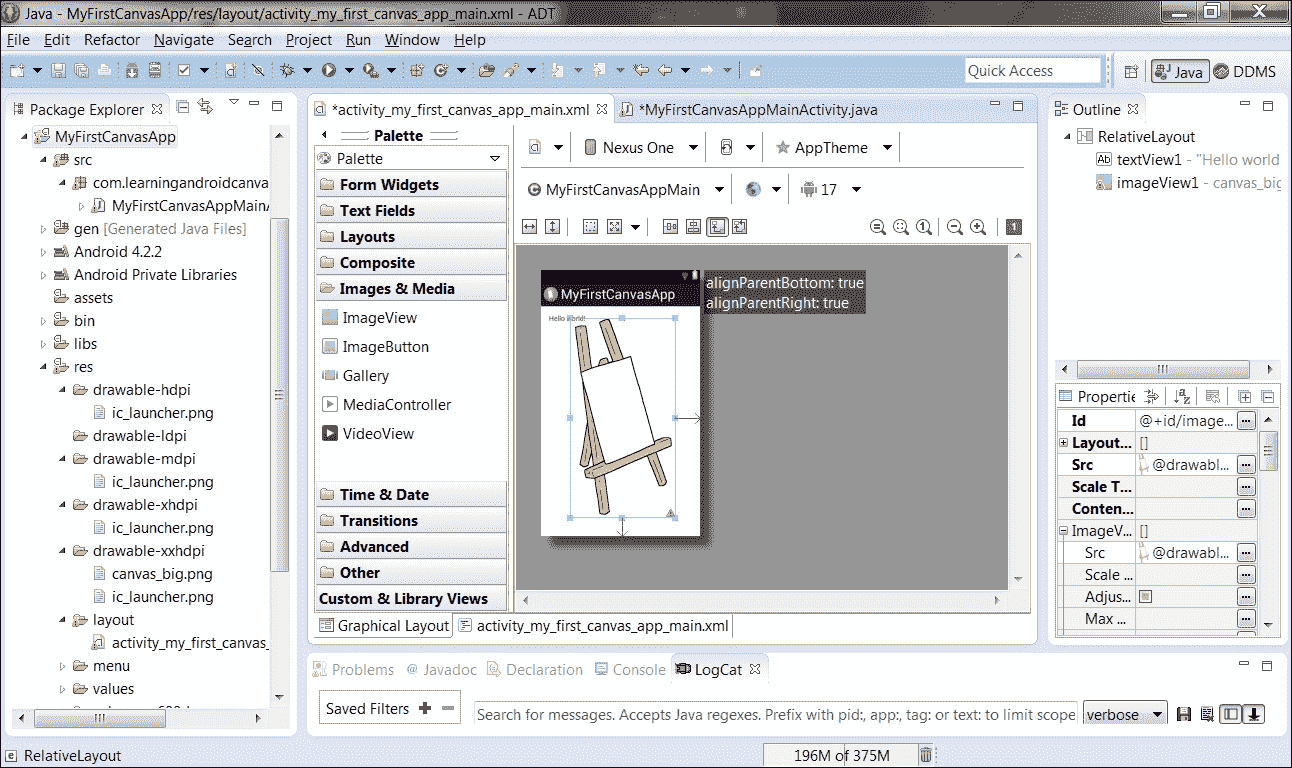 Java - MyFirstCanvasApp/res/layout/activity_my_first_canvas_app_main.xml - ADT
File Edit Refactor Navigate Search Project Run Window Help
Quick Access
Java
DDMS
Package Explorer
MyFirstCanvasApp
src
com.learningandroidcanva
MyFirstCanvasAppMainA
gen [Generated Java Files]
Android 4.2.2
Android Private Libraries
assets
bin
libs
res
drawable-hdpi
ic_launcher.png
drawable-ldpi
drawable-mdpi
ic_launcher.png
drawable-xhdpi
ic_launcher.png
drawable-xxhdpi
canvas_big.png
ic_launcher.png
layout
activity_my_first_canvas_
menu
values
*activity_my_first_canvas_app_main.xml
*MyFirstCanvasAppMainActivity.java
Palette
Palette
Form Widgets
Text Fields
Layouts
Composite
Images & Media
ImageView
ImageButton
Gallery
MediaController
VideoView
Time & Date
Transitions
Advanced
Other
Custom & Library Views
Nexus One
AppTheme
MyFirstCanvasAppMain
17
1
1
MyFirstCanvasApp
Hello world!
alignParentBottom: true
alignParentRight: true
Graphical Layout
activity_my_first_canvas_app_main.xml
Outline
RelativeLayout
Ab textView1 - "Hello world
imageView1 - canvas_big
Propertie
Id @+id/image... ...
Layout... []
Src @drawabl... ...
Scale T... ...
Conten... ...
ImageV... []
Src @drawabl... ...
Scale ... ...
Adjus... ...
Max ... ...
Problems @ Javadoc Declaration Console LogCat
Saved Filters
Search for messages. Accepts Java regexes. Prefix with pid:, app:, tag: or text: to limit scope
verbose
RelativeLayout
196M of 375M